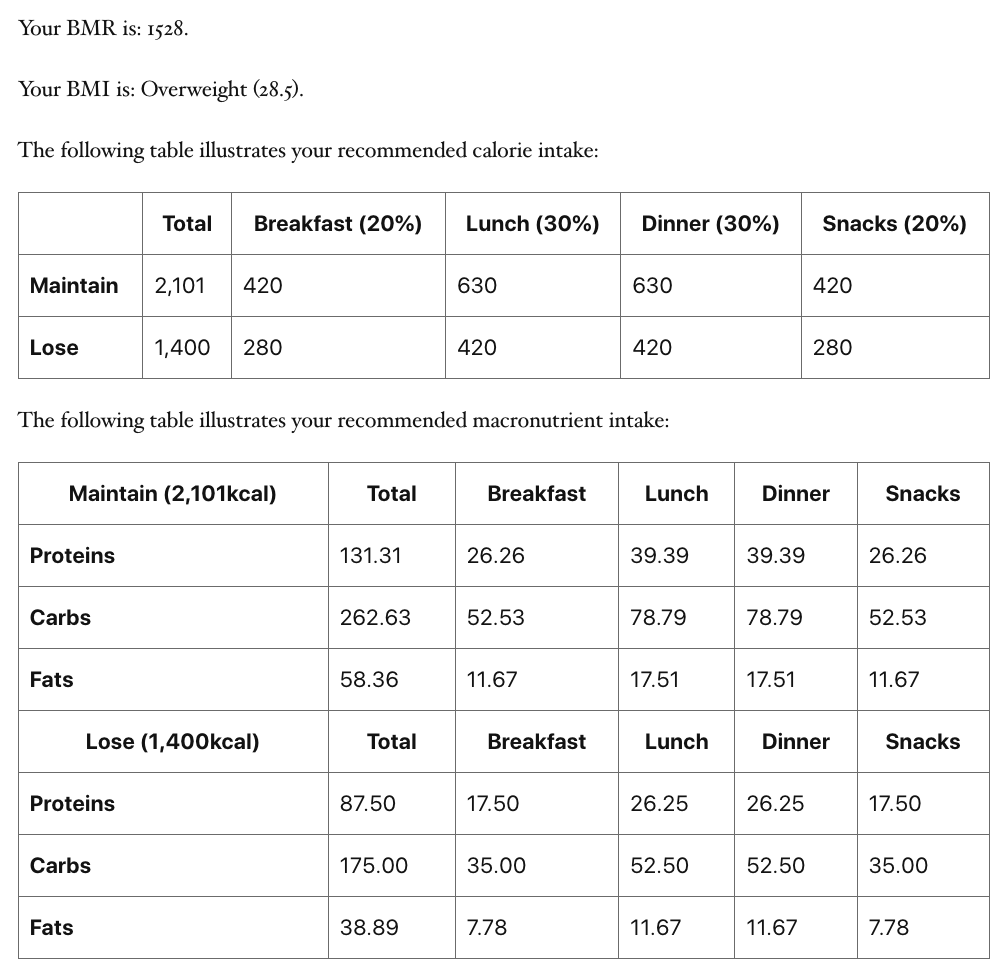 Your BMR is: 1528.
Your BMI is: Overweight (28.5).
The following table illustrates your recommended calorie intake:
Total Breakfast (20%) Lunch (30%) Dinner (30%) Snacks (20%)
Maintain 2,101 420 630 630 420
Lose 1,400 280 420 420 280
The following table illustrates your recommended macronutrient intake:
Maintain (2,101kcal) Total Breakfast Lunch Dinner Snacks
Proteins 131.31 26.26 39.39 39.39 26.26
Carbs 262.63 52.53 78.79 78.79 52.53
Fats 58.36 11.67 17.51 17.51 11.67
Lose (1,400kcal) Total Breakfast Lunch Dinner Snacks
Proteins 87.50 17.50 26.25 26.25 17.50
Carbs 175.00 35.00 52.50 52.50 35.00
Fats 38.89 7.78 11.67 11.67 7.78